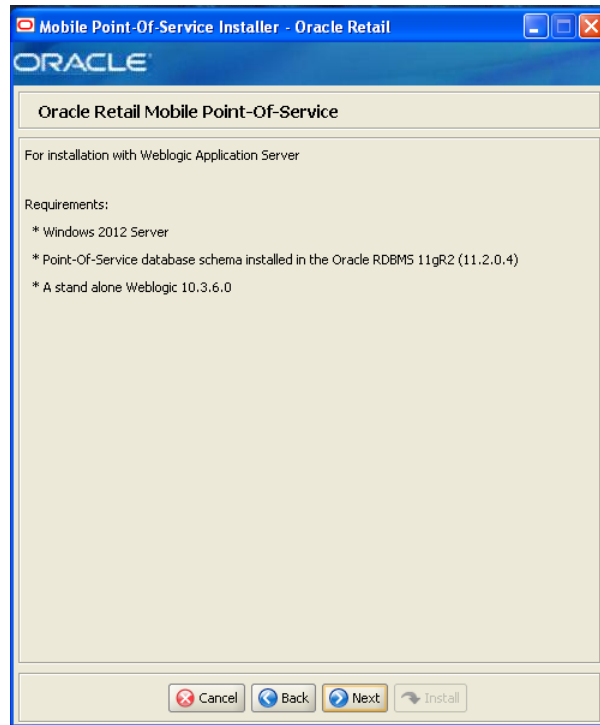 Mobile Point-Of-Service Installer - Oracle Retail
ORACLE
Oracle Retail Mobile Point-Of-Service
For installation with Weblogic Application Server
Requirements:
* Windows 2012 Server
* Point-Of-Service database schema installed in the Oracle RDBMS 11gR2 (11.2.0.4)
* A stand alone Weblogic 10.3.6.0
Cancel Back Next Install